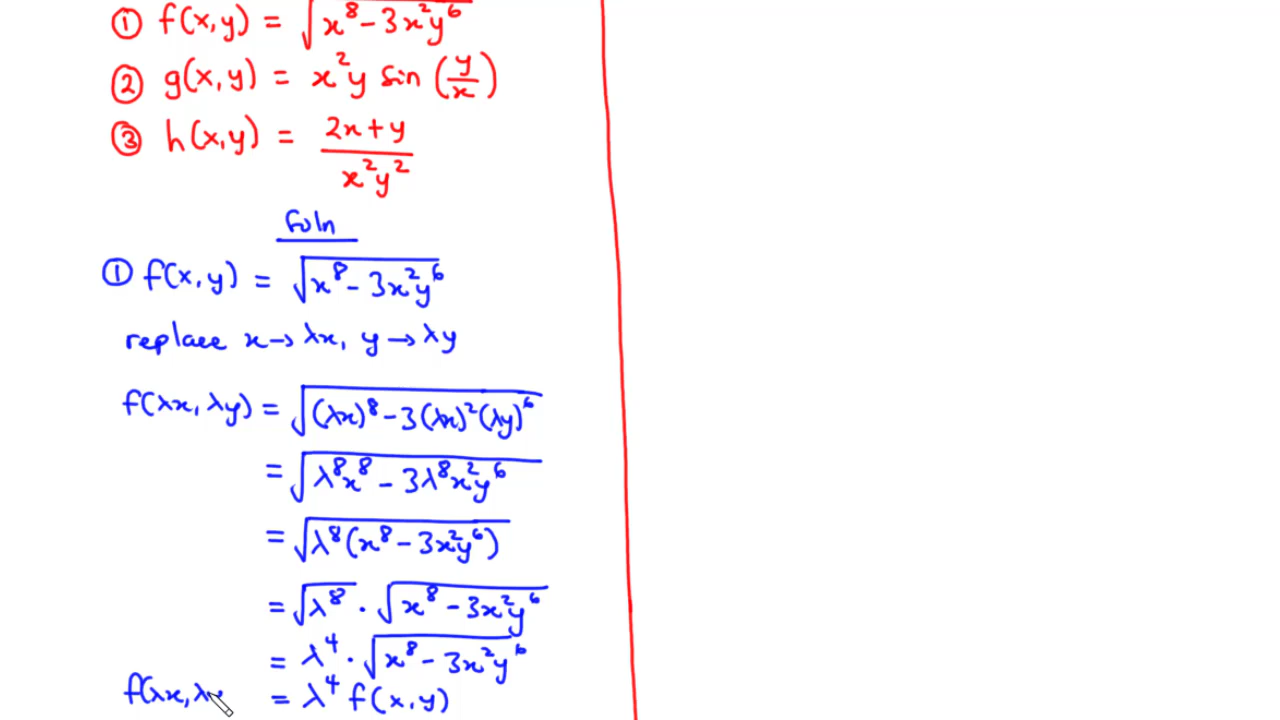 ① f(x,y) = √(x⁸ − 3x²y⁶)
② g(x,y) = x²y sin (y/x)
③ h(x,y) = (2x+y)/(x²y²)
Soln
① f(x,y) = √(x⁸ − 3x²y⁶)
replace x → λx, y → λy
f(λx, λy) = √((λx)⁸ − 3(λx)²(λy)⁶)
= √(λ⁸x⁸ − 3λ⁸x²y⁶)
= √(λ⁸(x⁸ − 3x²y⁶))
= √(λ⁸) · √(x⁸ − 3x²y⁶)
= λ⁴ · √(x⁸ − 3x²y⁶)
f(λx, λy = λ⁴ f(x,y)